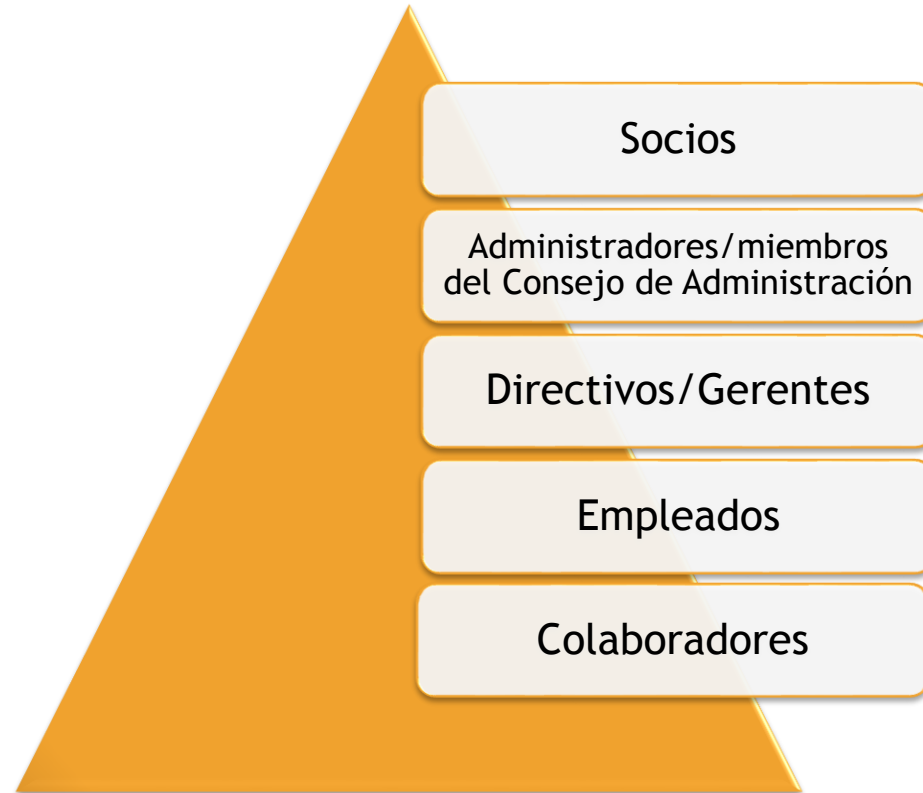 Socios
Administradores/miembros
del Consejo de Administración
Directivos/Gerentes
Empleados
Colaboradores